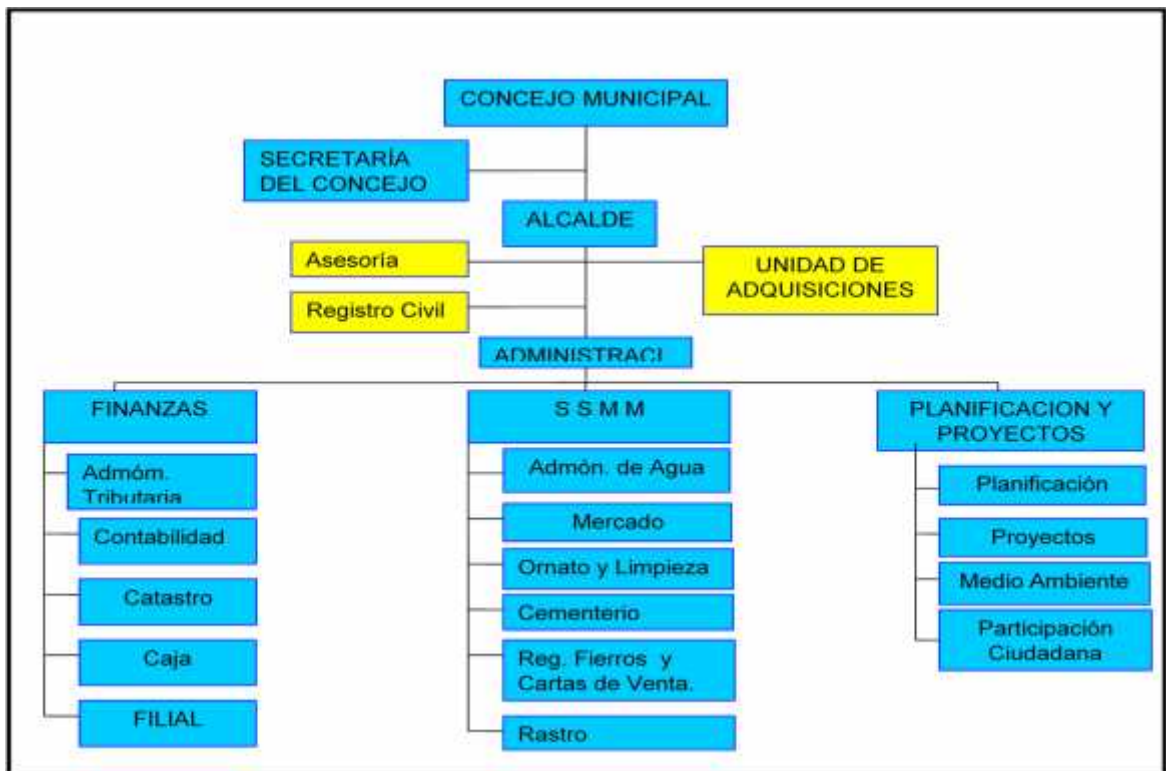 CONCEJO MUNICIPAL
SECRETARÍA
DEL CONCEJO
ALCALDE
Asesoría
UNIDAD DE
ADQUISICIONES
Registro Civil
ADMINISTRACI
FINANZAS
Admóm.
Tributaria
Contabilidad
Catastro
Caja
FILIAL
S S M M
Admón. de Agua
Mercado
Ornato y Limpieza
Cementerio
Reg. Fierros y
Cartas de Venta.
Rastro
PLANIFICACION Y
PROYECTOS
Planificación
Proyectos
Medio Ambiente
Participación
Ciudadana